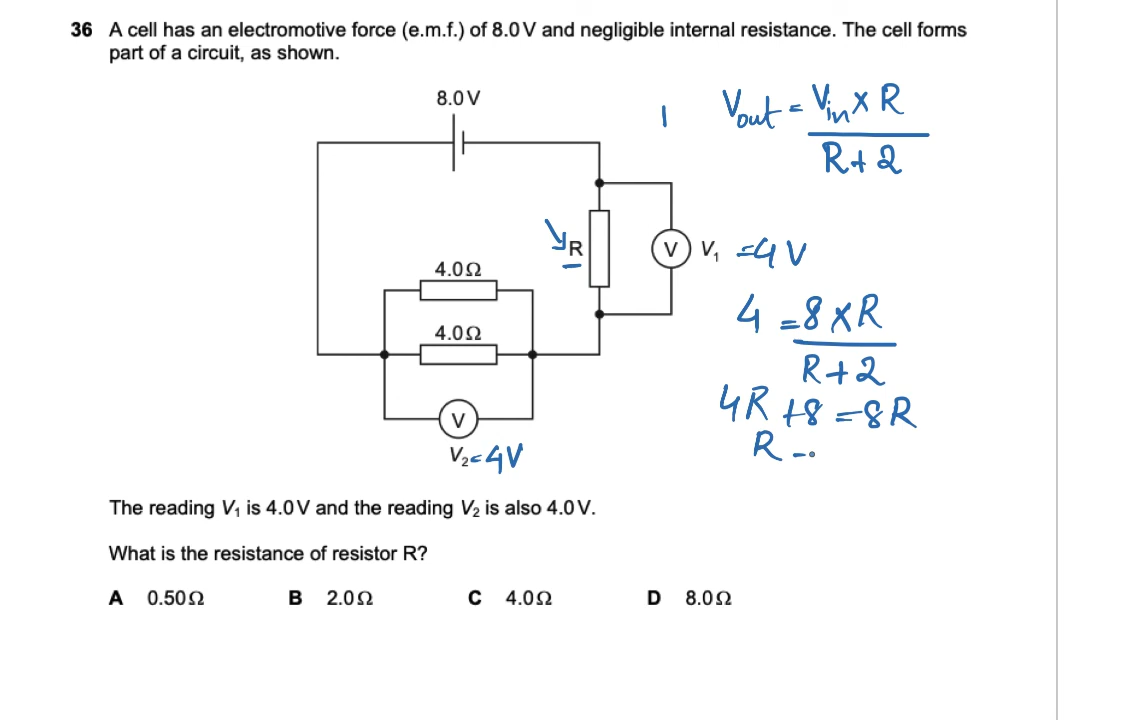 36 A cell has an electromotive force (e.m.f.) of 8.0V and negligible internal resistance. The cell forms
part of a circuit, as shown.
8.0V
Vout = Vin × R
R + 2
R
V V1 = 4V
4.0Ω
4.0Ω
4 = 8 × R
R + 2
4R + 8 = 8R
R =
V
V2 = 4V
The reading V1 is 4.0V and the reading V2 is also 4.0V.
What is the resistance of resistor R?
A 0.50Ω B 2.0Ω C 4.0Ω D 8.0Ω